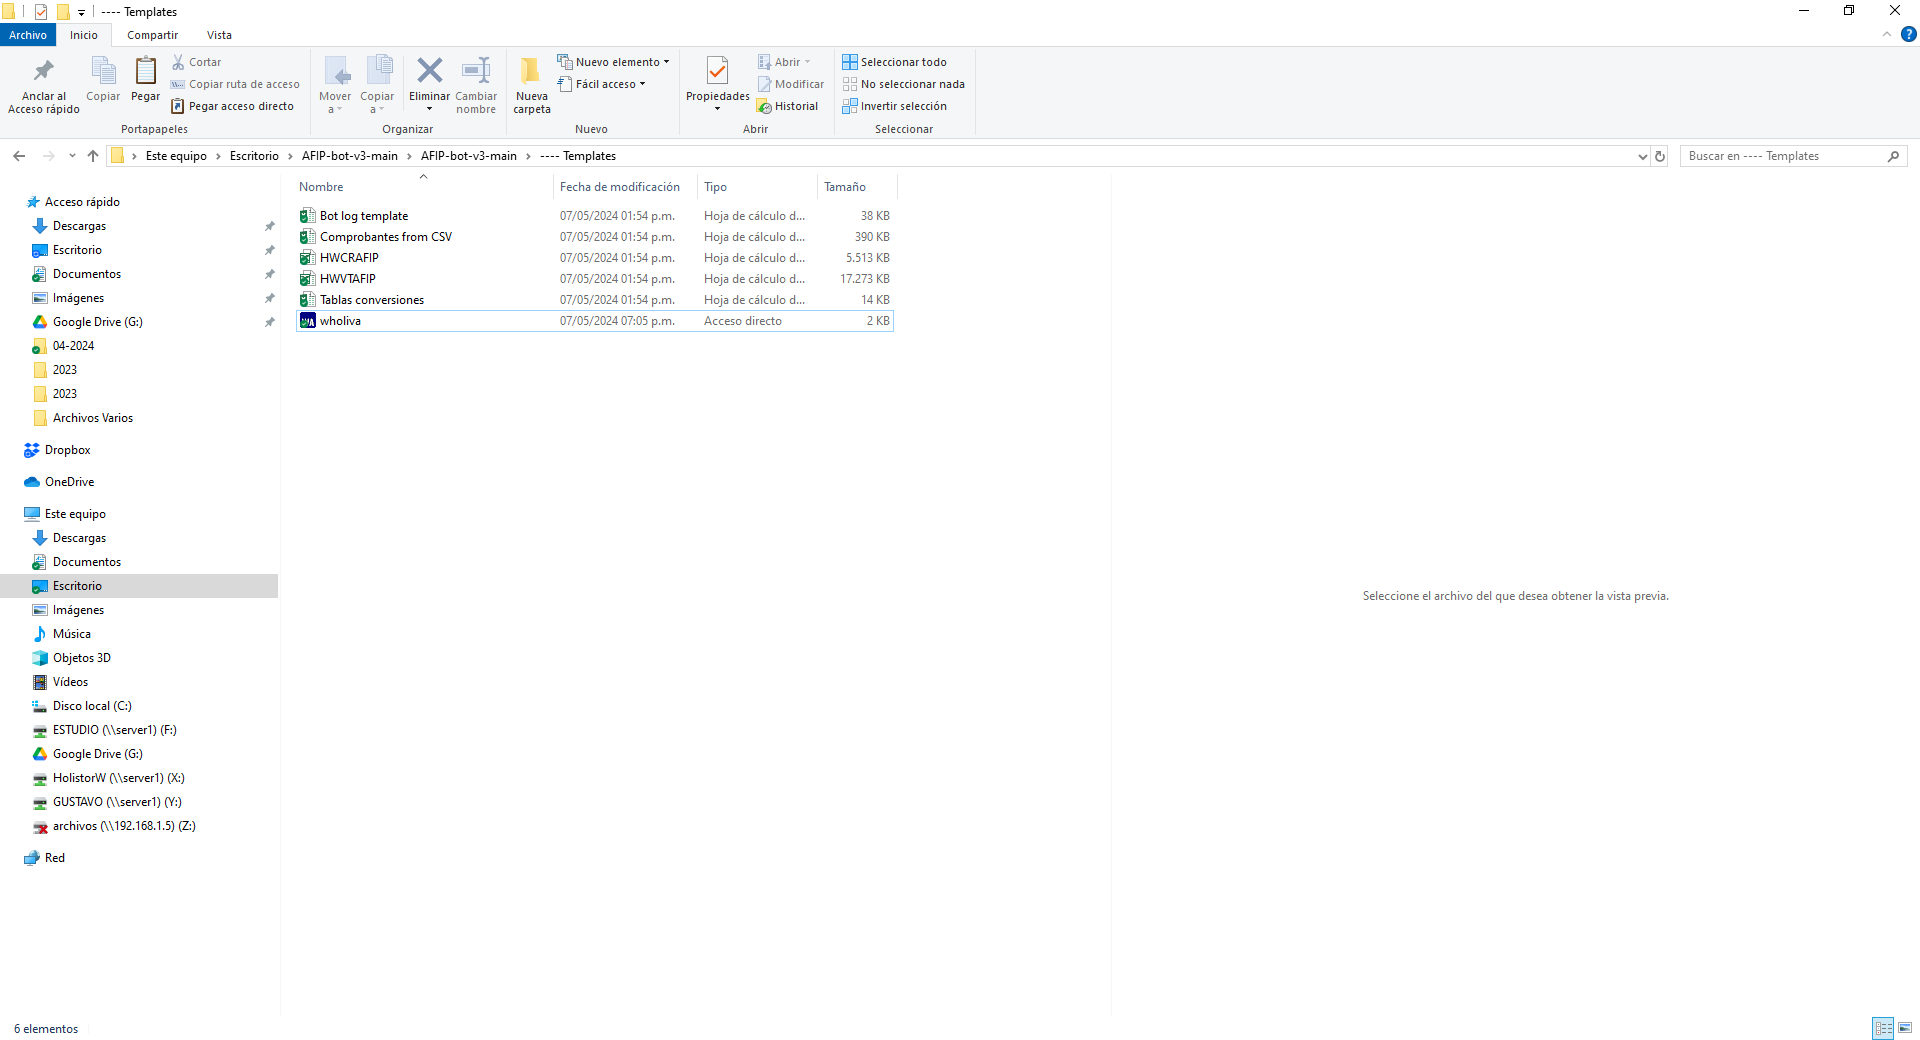 ---- Templates
Archivo
Inicio
Compartir
Vista
Anclar al Acceso rápido
Copiar
Pegar
Cortar
Copiar ruta de acceso
Pegar acceso directo
Portapapeles
Mover a
Copiar a
Eliminar
Cambiar nombre
Organizar
Nueva carpeta
Nuevo elemento
Fácil acceso
Nuevo
Propiedades
Abrir
Modificar
Historial
Abrir
Seleccionar todo
No seleccionar nada
Invertir selección
Seleccionar
Este equipo > Escritorio > AFIP-bot-v3-main > AFIP-bot-v3-main > ---- Templates
Buscar en ---- Templates
Acceso rápido
Descargas
Escritorio
Documentos
Imágenes
Google Drive (G:)
04-2024
2023
2023
Archivos Varios
Dropbox
OneDrive
Este equipo
Descargas
Documentos
Escritorio
Imágenes
Música
Objetos 3D
Vídeos
Disco local (C:)
ESTUDIO (\\server1) (F:)
Google Drive (G:)
HolistorW (\\server1) (X:)
GUSTAVO (\\server1) (Y:)
archivos (\\192.168.1.5) (Z:)
Red
Nombre Fecha de modificación Tipo Tamaño
Bot log template 07/05/2024 01:54 p.m. Hoja de cálculo d... 38 KB
Comprobantes from CSV 07/05/2024 01:54 p.m. Hoja de cálculo d... 390 KB
HWCRAFIP 07/05/2024 01:54 p.m. Hoja de cálculo d... 5.513 KB
HWVTAFIP 07/05/2024 01:54 p.m. Hoja de cálculo d... 17.273 KB
Tablas conversiones 07/05/2024 01:54 p.m. Hoja de cálculo d... 14 KB
wholiva 07/05/2024 07:05 p.m. Acceso directo 2 KB
Seleccione el archivo del que desea obtener la vista previa.
6 elementos